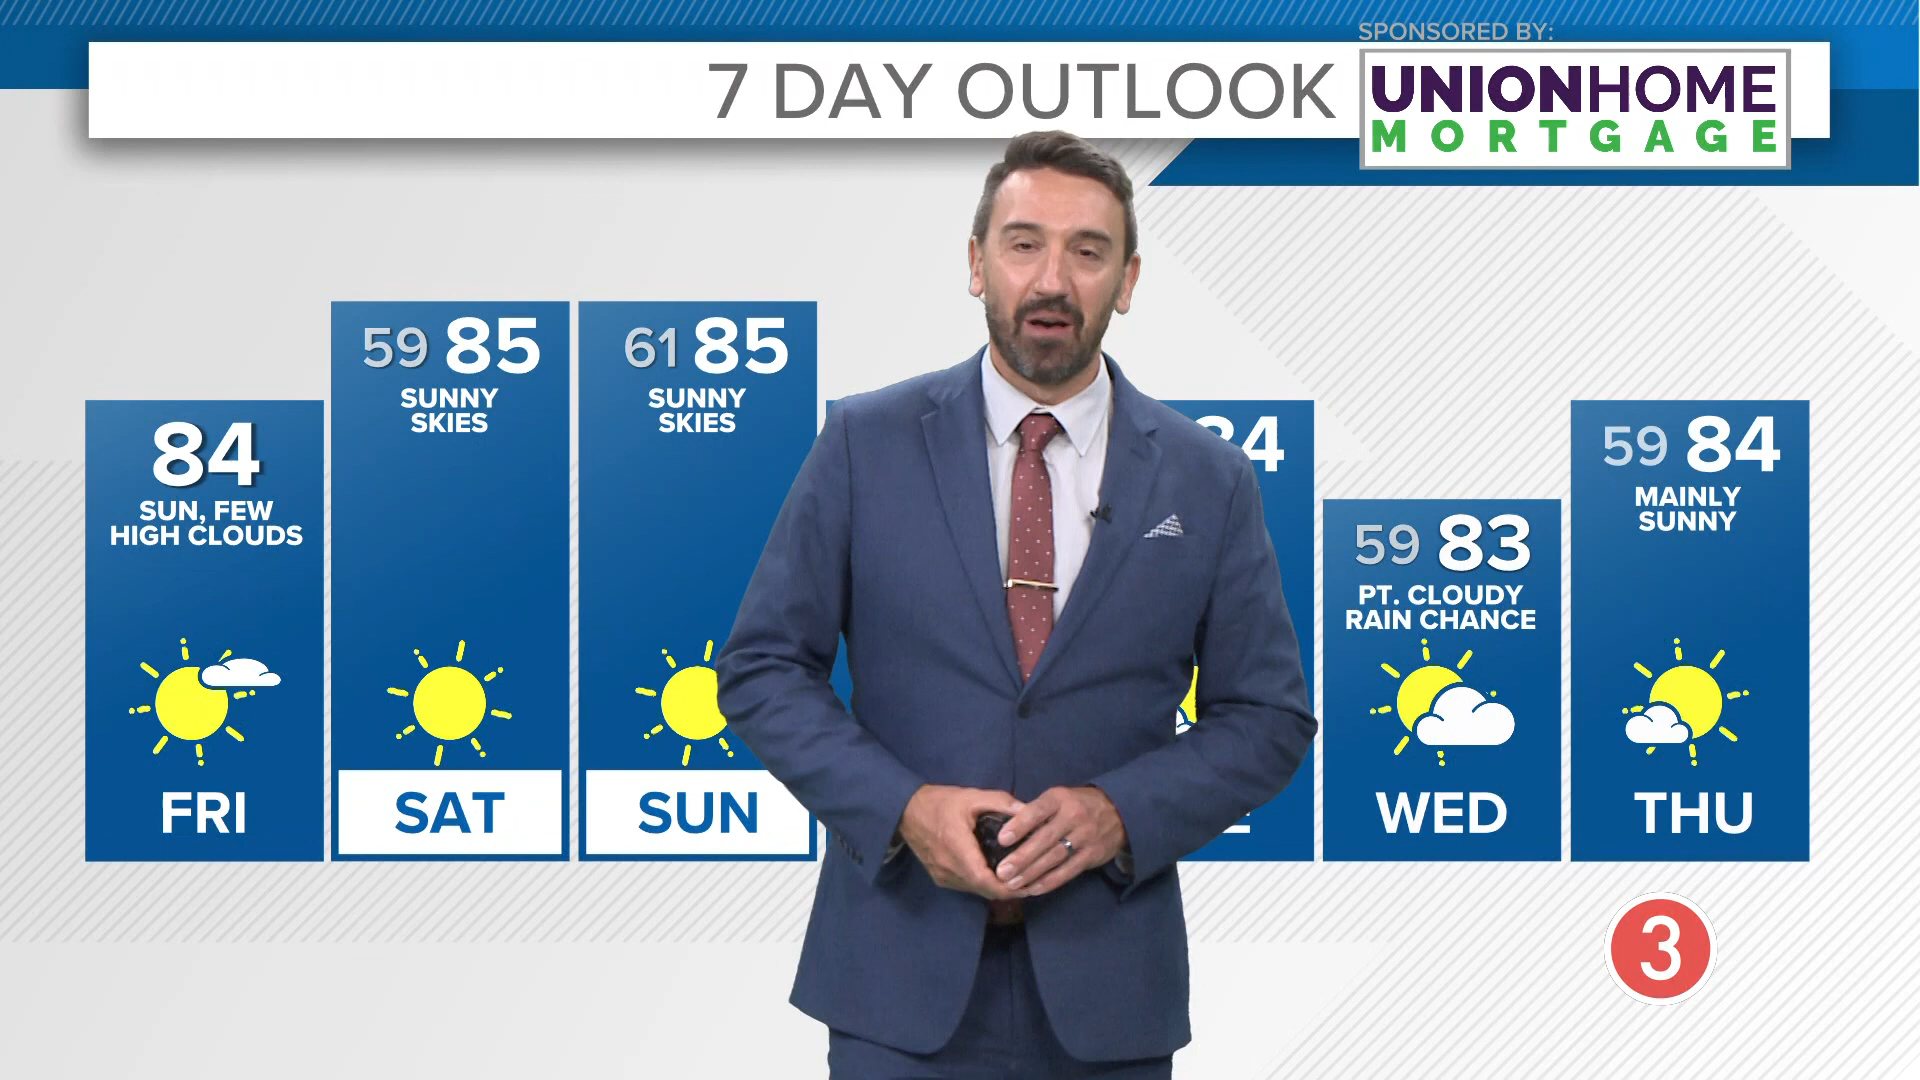 SPONSORED BY:
7 DAY OUTLOOK
UNIONHOME
MORTGAGE
84
SUN, FEW
HIGH CLOUDS
FRI
59 85
SUNNY
SKIES
SAT
61 85
SUNNY
SKIES
SUN
59 83
PT. CLOUDY
RAIN CHANCE
WED
59 84
MAINLY
SUNNY
THU
3